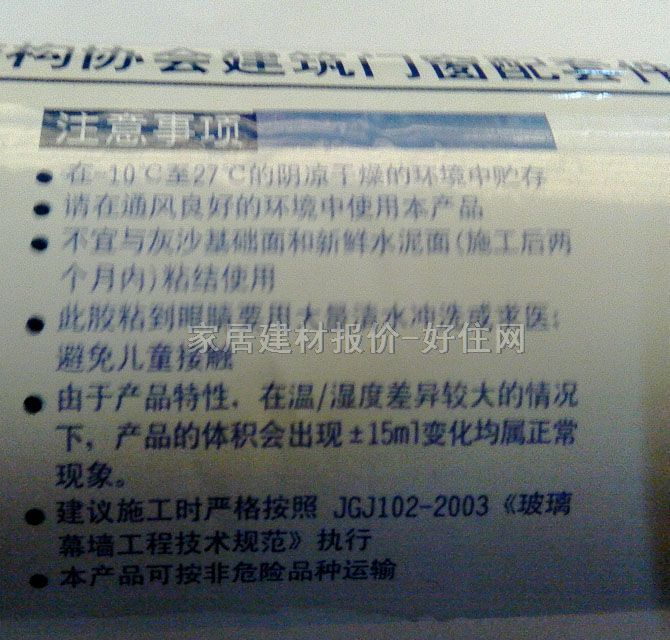 构协会建筑门窗配套件
注意事项
● 在-10℃至27℃的阴凉干燥的环境中贮存
● 请在通风良好的环境中使用本产品
● 不宜与灰沙基础面和新鲜水泥面(施工后两
个月内)粘结使用
● 此胶粘到眼睛要用大量清水冲洗或求医;
家居建材报价-好住网
避免儿童接触
● 由于产品特性，在温/湿度差异较大的情况
下，产品的体积会出现±15ml变化均属正常
现象。
● 建议施工时严格按照 JGJ102-2003《玻璃
幕墙工程技术规范》执行
● 本产品可按非危险品种运输